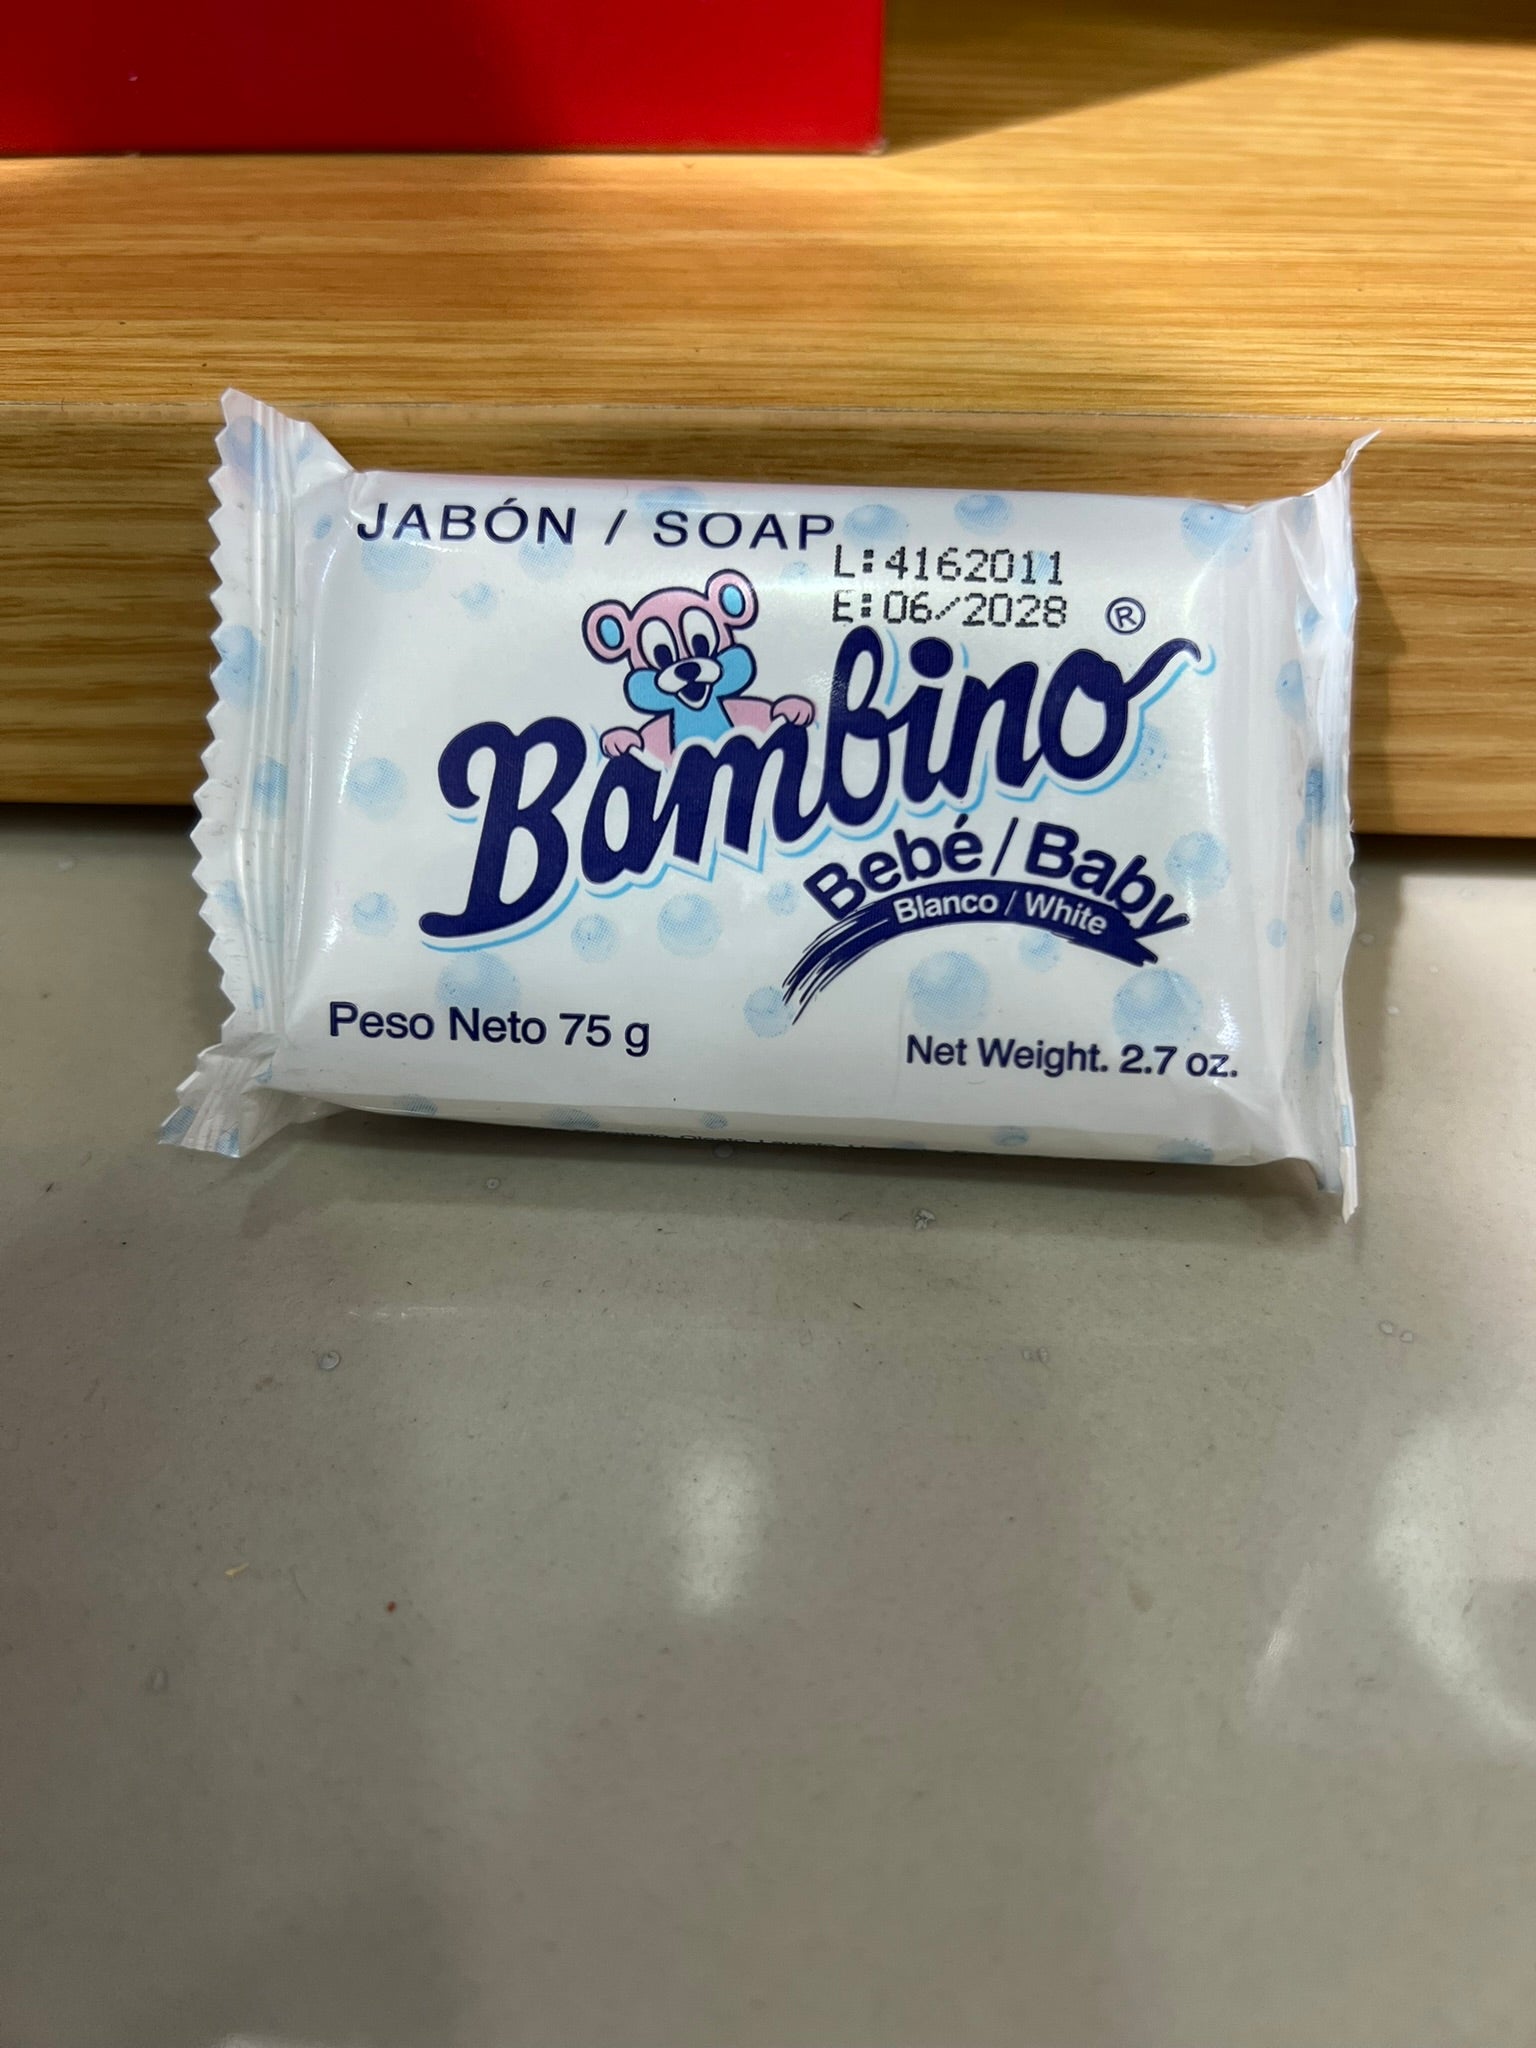 JABÓN / SOAP
L:4162011
E:06/2028
Bambino®
Bebé / Baby
Blanco / White
Peso Neto 75 g
Net Weight. 2.7 oz.